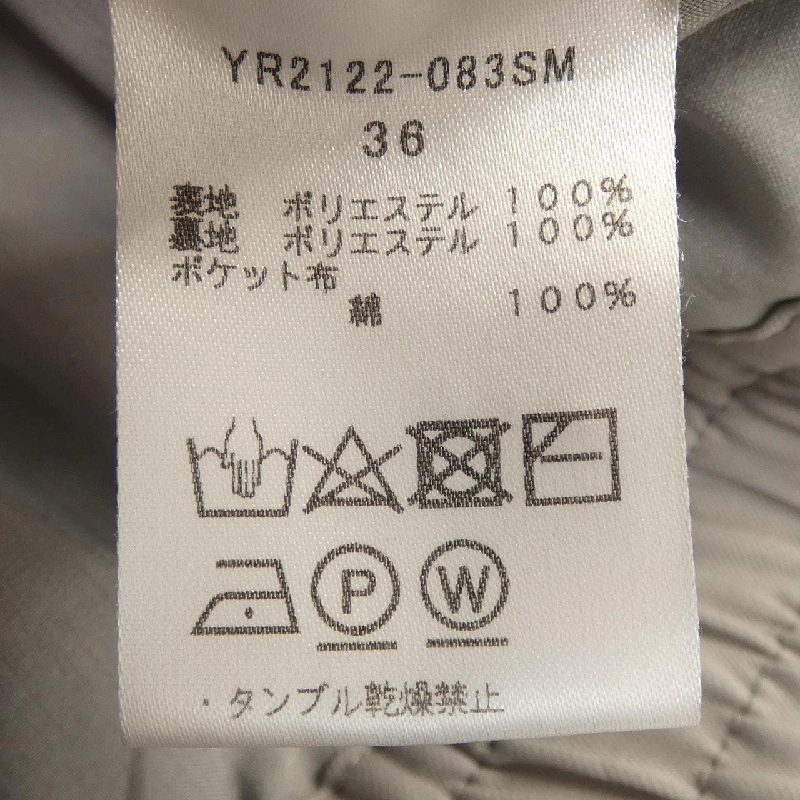 YR2122-083SM
36
表地 ポリエステル 100%
裏地 ポリエステル 100%
ポケット布
綿 100%
P W
・タンブル乾燥禁止